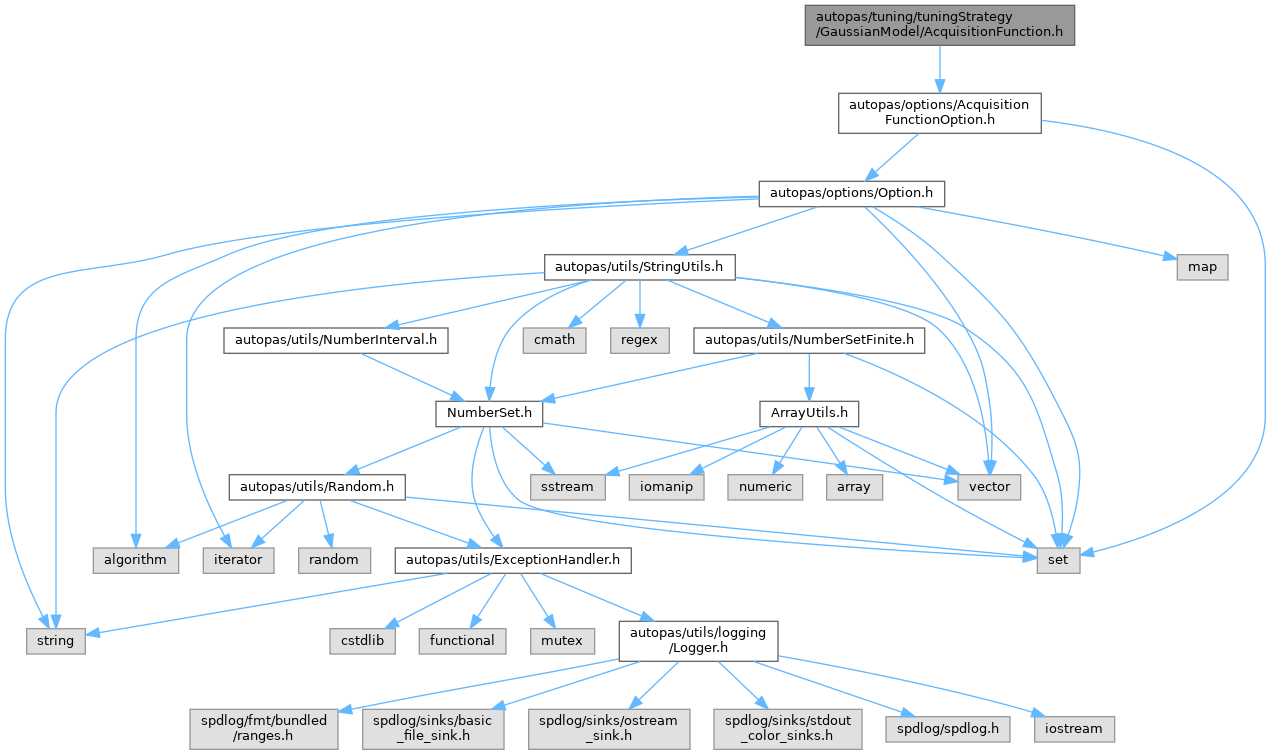 autopas/tuning/tuningStrategy
/GaussianModel/AcquisitionFunction.h
autopas/options/Acquisition
FunctionOption.h
autopas/options/Option.h
autopas/utils/StringUtils.h
map
autopas/utils/NumberInterval.h
cmath
regex
autopas/utils/NumberSetFinite.h
NumberSet.h
ArrayUtils.h
autopas/utils/Random.h
sstream
iomanip
numeric
array
vector
algorithm
iterator
random
autopas/utils/ExceptionHandler.h
set
string
cstdlib
functional
mutex
autopas/utils/logging
/Logger.h
spdlog/fmt/bundled
/ranges.h
spdlog/sinks/basic
_file_sink.h
spdlog/sinks/ostream
_sink.h
spdlog/sinks/stdout
_color_sinks.h
spdlog/spdlog.h
iostream